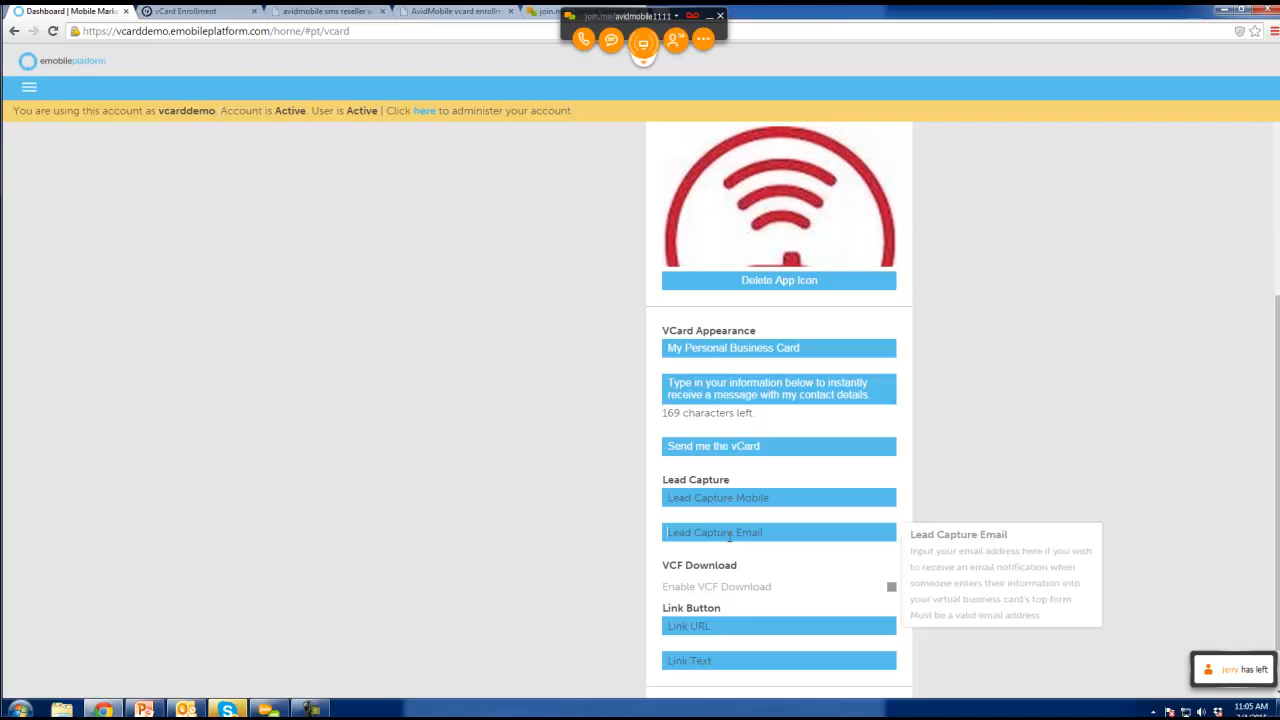 Dashboard | Mobile Mark
vCard Enrollment
avidmobile sms reseller
AvidMobile vcard enrollm
join.m
join.me/avidmobile1111
https://vcarddemo.emobileplatform.com/home/#pt/vcard
emobileplatform
You are using this account as vcarddemo. Account is Active. User is Active | Click here to administer your account
Delete App Icon
VCard Appearance
My Personal Business Card
Type in your information below to instantly
receive a message with my contact details.
169 characters left.
Send me the vCard
Lead Capture
Lead Capture Mobile
Lead Capture Email
Lead Capture Email
Input your email address here if you wish
to receive an email notification when
someone enters their information into
your virtual business card's top form
Must be a valid email address
VCF Download
Enable VCF Download
Link Button
Link URL
Link Text
jerry has left
11:05 AM